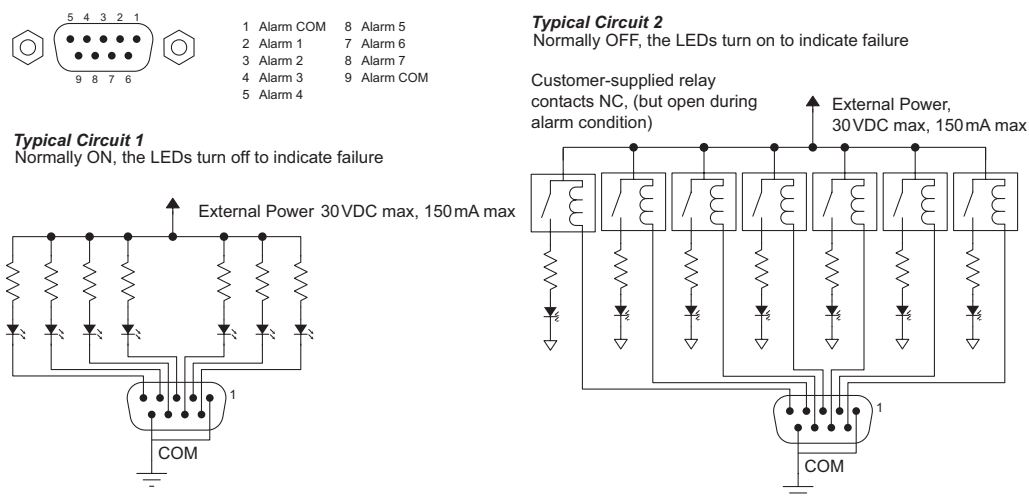 5 4 3 2 1
9 8 7 6
1 Alarm COM 8 Alarm 5
2 Alarm 1 7 Alarm 6
3 Alarm 2 8 Alarm 7
4 Alarm 3 9 Alarm COM
5 Alarm 4
Typical Circuit 1
Normally ON, the LEDs turn off to indicate failure
External Power 30VDC max, 150mA max
1
COM
Typical Circuit 2
Normally OFF, the LEDs turn on to indicate failure
Customer-supplied relay
contacts NC, (but open during
alarm condition)
External Power,
30VDC max, 150mA max
1
COM